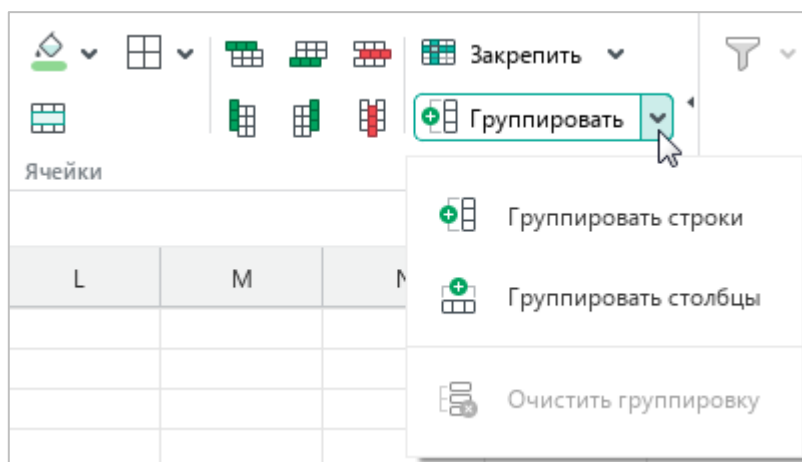 Закрепить
Группировать
Ячейки
Группировать строки
L M N
Группировать столбцы
Очистить группировку